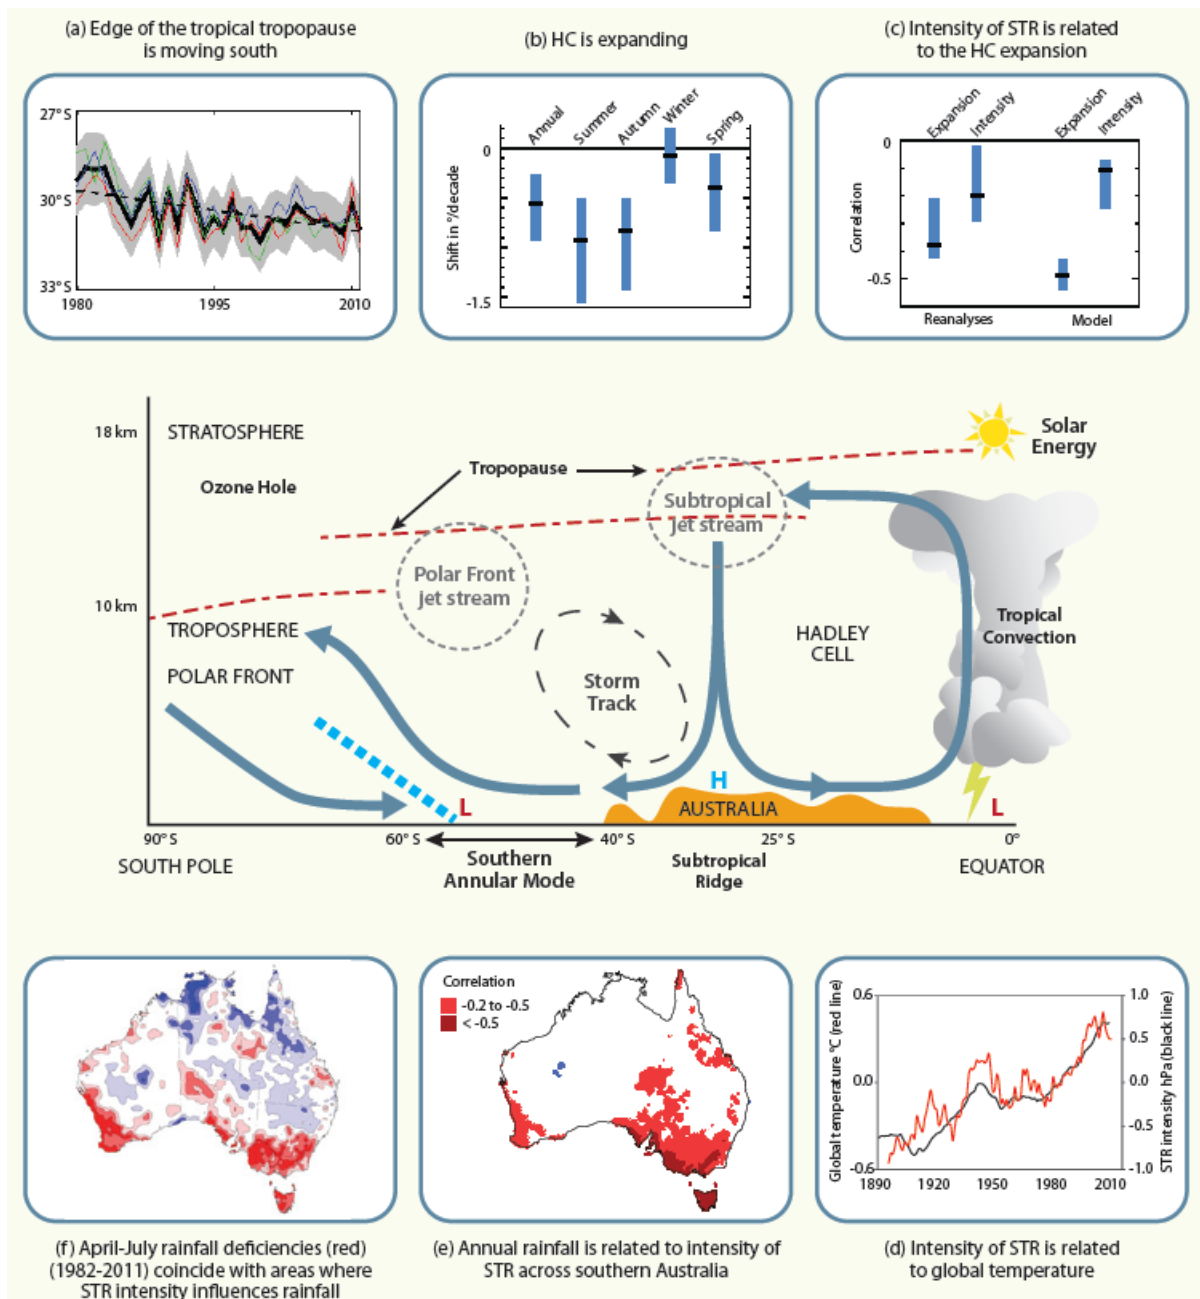 (a) Edge of the tropical tropopause
is moving south
(b) HC is expanding
(c) Intensity of STR is related
to the HC expansion
27° S
30° S
33° S
1980
1995
2010
Annual
Summer
Autumn
Winter
Spring
0
-1.5
Shift in °/decade
Expansion
Intensity
Expansion
Intensity
0
-0.5
Correlation
Reanalyses
Model
18 km
STRATOSPHERE
Ozone Hole
Tropopause
Solar
Energy
Subtropical
jet stream
Polar Front
jet stream
10 km
TROPOSPHERE
POLAR FRONT
HADLEY
CELL
Tropical
Convection
Storm
Track
H
L
AUSTRALIA
L
90° S
60° S
40° S
25° S
0°
SOUTH POLE
Southern
Annular Mode
Subtropical
Ridge
EQUATOR
Correlation
-0.2 to -0.5
< -0.5
Global temperature °C (red line)
0.6
0.0
-0.6
1.0
0.5
0.0
-0.5
-1.0
STR intensity hPa (black line)
1890
1920
1950
1980
2010
(f) April-July rainfall deficiencies (red)
(1982-2011) coincide with areas where
STR intensity influences rainfall
(e) Annual rainfall is related to intensity of
STR across southern Australia
(d) Intensity of STR is related
to global temperature